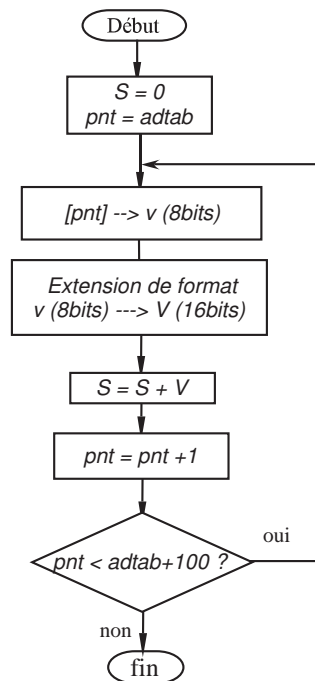 Début
S = 0
pnt = adtab
[pnt] --> v (8bits)
Extension de format
v (8bits) ---> V (16bits)
S = S + V
pnt = pnt +1
pnt < adtab+100 ?
oui
non
fin